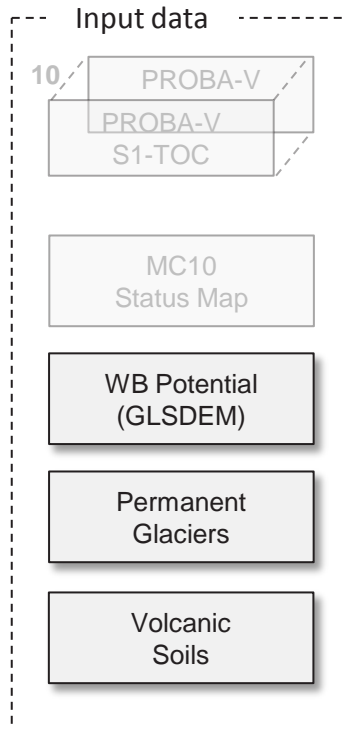 Input data
10
PROBA-V
PROBA-V
S1-TOC
MC10
Status Map
WB Potential
(GLSDEM)
Permanent
Glaciers
Volcanic
Soils